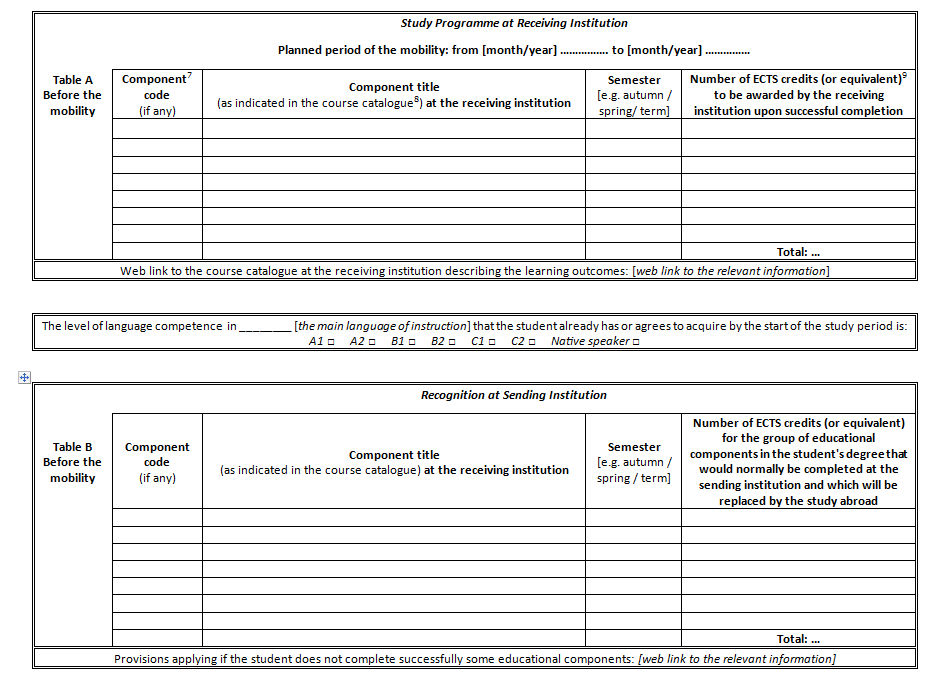 Study Programme at Receiving Institution
Planned period of the mobility: from [month/year] ................ to [month/year] ...............
Table A
Before the
mobility
Component⁷
code
(if any)
Component title
(as indicated in the course catalogue⁸) at the receiving institution
Semester
[e.g. autumn /
spring/ term]
Number of ECTS credits (or equivalent)⁹
to be awarded by the receiving
institution upon successful completion
Total: ...
Web link to the course catalogue at the receiving institution describing the learning outcomes: [web link to the relevant information]
The level of language competence in ________ [the main language of instruction] that the student already has or agrees to acquire by the start of the study period is:
A1 □ A2 □ B1 □ B2 □ C1 □ C2 □ Native speaker □
Recognition at Sending Institution
Table B
Before the
mobility
Component
code
(if any)
Component title
(as indicated in the course catalogue) at the receiving institution
Semester
[e.g. autumn /
spring / term]
Number of ECTS credits (or equivalent)
for the group of educational
components in the student's degree that
would normally be completed at the
sending institution and which will be
replaced by the study abroad
Total: ...
Provisions applying if the student does not complete successfully some educational components: [web link to the relevant information]